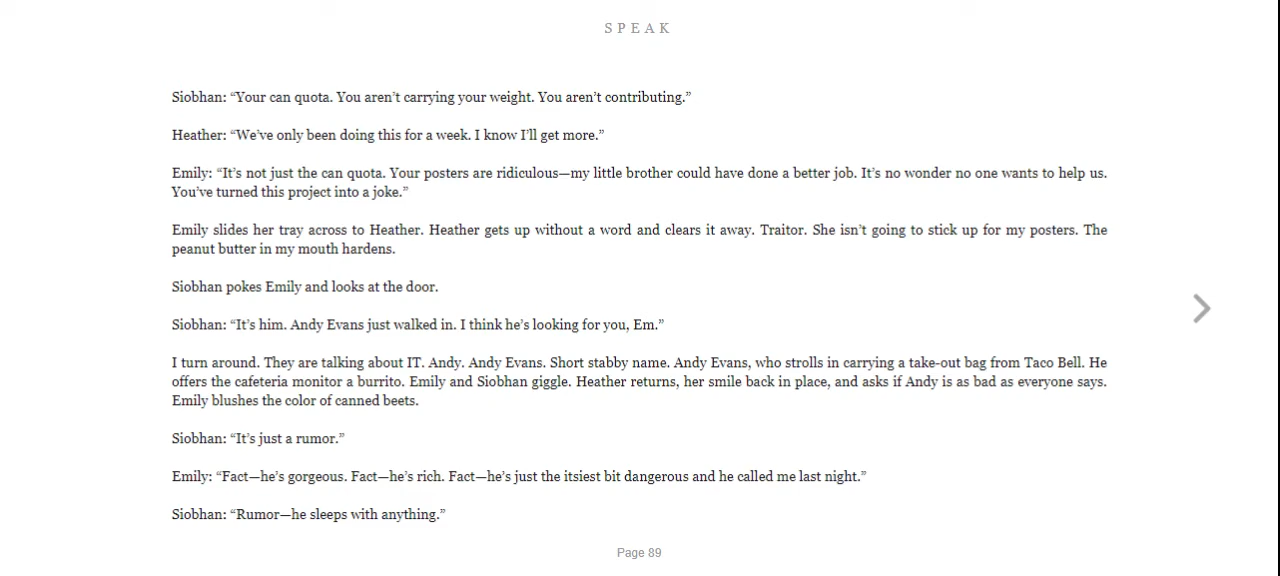 SPEAK
Siobhan: “Your can quota. You aren’t carrying your weight. You aren’t contributing.”
Heather: “We’ve only been doing this for a week. I know I’ll get more.”
Emily: “It’s not just the can quota. Your posters are ridiculous—my little brother could have done a better job. It’s no wonder no one wants to help us.
You’ve turned this project into a joke.”
Emily slides her tray across to Heather. Heather gets up without a word and clears it away. Traitor. She isn’t going to stick up for my posters. The
peanut butter in my mouth hardens.
Siobhan pokes Emily and looks at the door.
Siobhan: “It’s him. Andy Evans just walked in. I think he’s looking for you, Em.”
I turn around. They are talking about IT. Andy. Andy Evans. Short stabby name. Andy Evans, who strolls in carrying a take-out bag from Taco Bell. He
offers the cafeteria monitor a burrito. Emily and Siobhan giggle. Heather returns, her smile back in place, and asks if Andy is as bad as everyone says.
Emily blushes the color of canned beets.
Siobhan: “It’s just a rumor.”
Emily: “Fact—he’s gorgeous. Fact—he’s rich. Fact—he’s just the itsiest bit dangerous and he called me last night.”
Siobhan: “Rumor—he sleeps with anything.”
Page 89